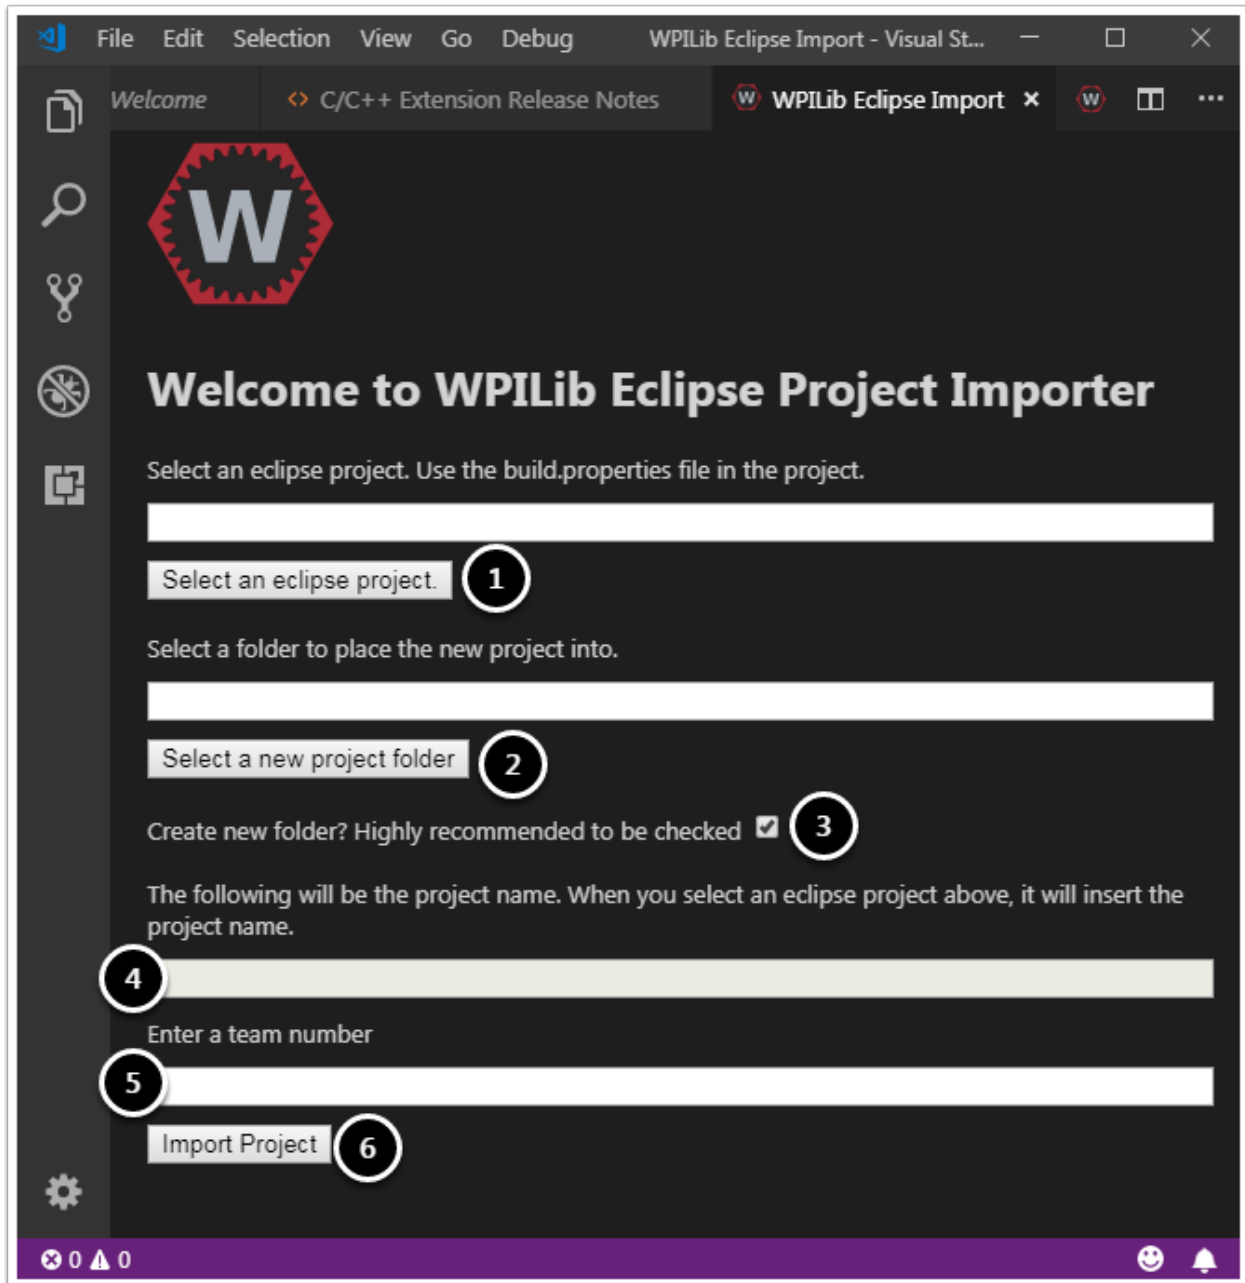 File Edit Selection View Go Debug WPILib Eclipse Import - Visual St...
Welcome C/C++ Extension Release Notes W WPILib Eclipse Import W
W
Welcome to WPILib Eclipse Project Importer
Select an eclipse project. Use the build.properties file in the project.
Select an eclipse project. 1
Select a folder to place the new project into.
Select a new project folder 2
Create new folder? Highly recommended to be checked 3
The following will be the project name. When you select an eclipse project above, it will insert the
project name.
4
Enter a team number
5
Import Project 6
0 0